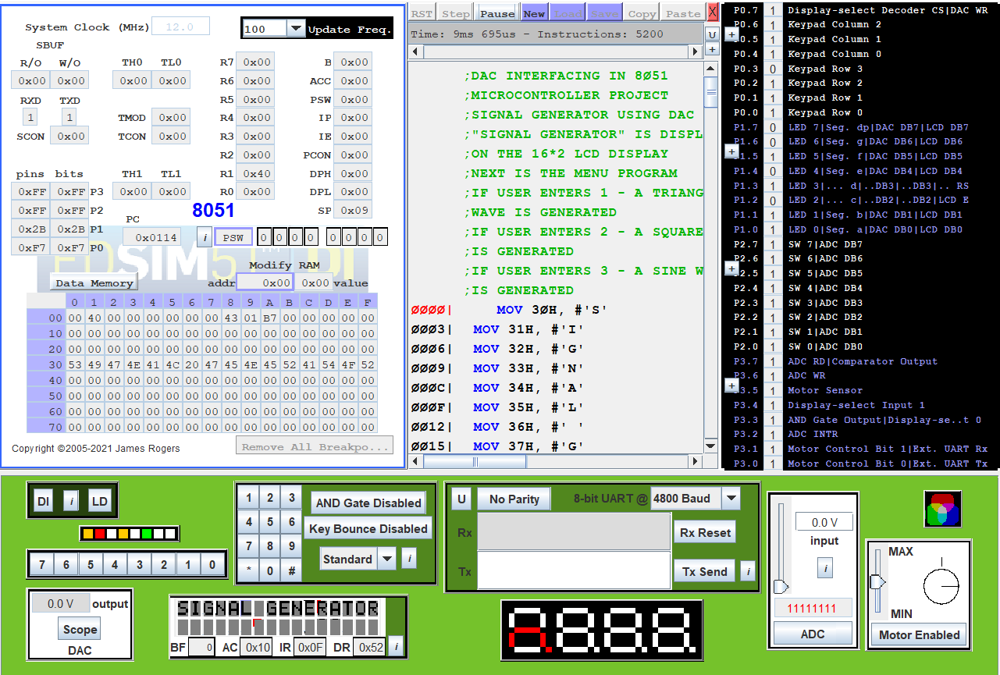 System Clock (MHz) 12.0 100 Update Freq.
SBUF
R/O W/O TH0 TL0 R7 0x00 B 0x00
0x00 0x00 0x00 0x00 R6 0x00 ACC 0x00
RXD TXD R5 0x00 PSW 0x00
1 1 TMOD 0x00 R4 0x00 IP 0x00
SCON 0x00 TCON 0x00 R3 0x00 IE 0x00
R2 0x00 PCON 0x00
pins bits TH1 TL1 R1 0x40 DPH 0x00
0xFF 0xFF P3 0x00 0x00 R0 0x00 DPL 0x00
0xFF 0xFF P2 8051 SP 0x09
PC
0x2B 0x2B P1 0x0114 i PSW 0 0 0 0 0 0 0 0
0xF7 0xF7 P0
Modify RAM
Data Memory addr 0x00 0x00 value
0 1 2 3 4 5 6 7 8 9 A B C D E F
00 00 40 00 00 00 00 00 00 43 01 B7 00 00 00 00 00
10 00 00 00 00 00 00 00 00 00 00 00 00 00 00 00 00
20 00 00 00 00 00 00 00 00 00 00 00 00 00 00 00 00
30 53 49 47 4E 41 4C 20 47 45 4E 45 52 41 54 4F 52
40 00 00 00 00 00 00 00 00 00 00 00 00 00 00 00 00
50 00 00 00 00 00 00 00 00 00 00 00 00 00 00 00 00
60 00 00 00 00 00 00 00 00 00 00 00 00 00 00 00 00
70 00 00 00 00 00 00 00 00 00 00 00 00 00 00 00 00
Copyright ©2005-2021 James Rogers Remove All Breakpo...
RST Step Pause New Load Save Copy Paste X
Time: 9ms 695us - Instructions: 5200 U
+
;DAC INTERFACING IN 8051
;MICROCONTROLLER PROJECT
;SIGNAL GENERATOR USING DAC
;"SIGNAL GENERATOR" IS DISPL
;ON THE 16*2 LCD DISPLAY
;NEXT IS THE MENU PROGRAM
;IF USER ENTERS 1 - A TRIANG
;WAVE IS GENERATED
;IF USER ENTERS 2 - A SQUARE
;IS GENERATED
;IF USER ENTERS 3 - A SINE W
;IS GENERATED
0000| MOV 30H, #'S'
0003| MOV 31H, #'I'
0006| MOV 32H, #'G'
0009| MOV 33H, #'N'
000C| MOV 34H, #'A'
000F| MOV 35H, #'L'
0012| MOV 36H, #' '
0015| MOV 37H, #'G'
P0.7 1 Display-select Decoder CS|DAC WR
P0.6 1 Keypad Column 2
+ 0.5 1 Keypad Column 1
P0.4 1 Keypad Column 0
P0.3 0 Keypad Row 3
P0.2 1 Keypad Row 2
P0.1 1 Keypad Row 1
P0.0 1 Keypad Row 0
P1.7 0 LED 7|Seg. dp|DAC DB7|LCD DB7
P1.6 0 LED 6|Seg. g|DAC DB6|LCD DB6
+ 1.5 1 LED 5|Seg. f|DAC DB5|LCD DB5
P1.4 0 LED 4|Seg. e|DAC DB4|LCD DB4
P1.3 1 LED 3|... d|..DB3|..DB3|.. RS
P1.2 0 LED 2|... c|..DB2|..DB2|LCD E
P1.1 1 LED 1|Seg. b|DAC DB1|LCD DB1
P1.0 1 LED 0|Seg. a|DAC DB0|LCD DB0
P2.7 1 SW 7|ADC DB7
P2.6 1 SW 6|ADC DB6
+ 2.5 1 SW 5|ADC DB5
P2.4 1 SW 4|ADC DB4
P2.3 1 SW 3|ADC DB3
P2.2 1 SW 2|ADC DB2
P2.1 1 SW 1|ADC DB1
P2.0 1 SW 0|ADC DB0
P3.7 1 ADC RD|Comparator Output
P3.6 1 ADC WR
+ 3.5 1 Motor Sensor
P3.4 1 Display-select Input 1
P3.3 1 AND Gate Output|Display-se..t 0
P3.2 1 ADC INTR
P3.1 1 Motor Control Bit 1|Ext. UART Rx
P3.0 1 Motor Control Bit 0|Ext. UART Tx
DI i LD
7 6 5 4 3 2 1 0
0.0 V output
Scope
DAC
1 2 3 AND Gate Disabled
4 5 6 Key Bounce Disabled
7 8 9 Standard i
* 0 #
SIGNAL GENERATOR
BF 0 AC 0x10 IR 0x0F DR 0x52 i
U No Parity 8-bit UART @ 4800 Baud
Rx Rx Reset
Tx Tx Send i
0.0 V
input
i
11111111
ADC
MAX
MIN
Motor Enabled